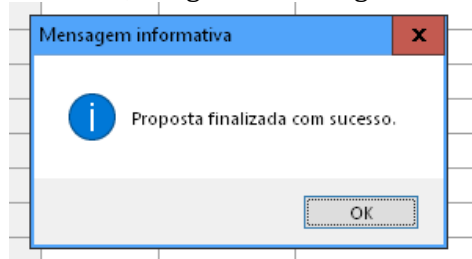 Mensagem informativa
x
i
Proposta finalizada com sucesso.
OK